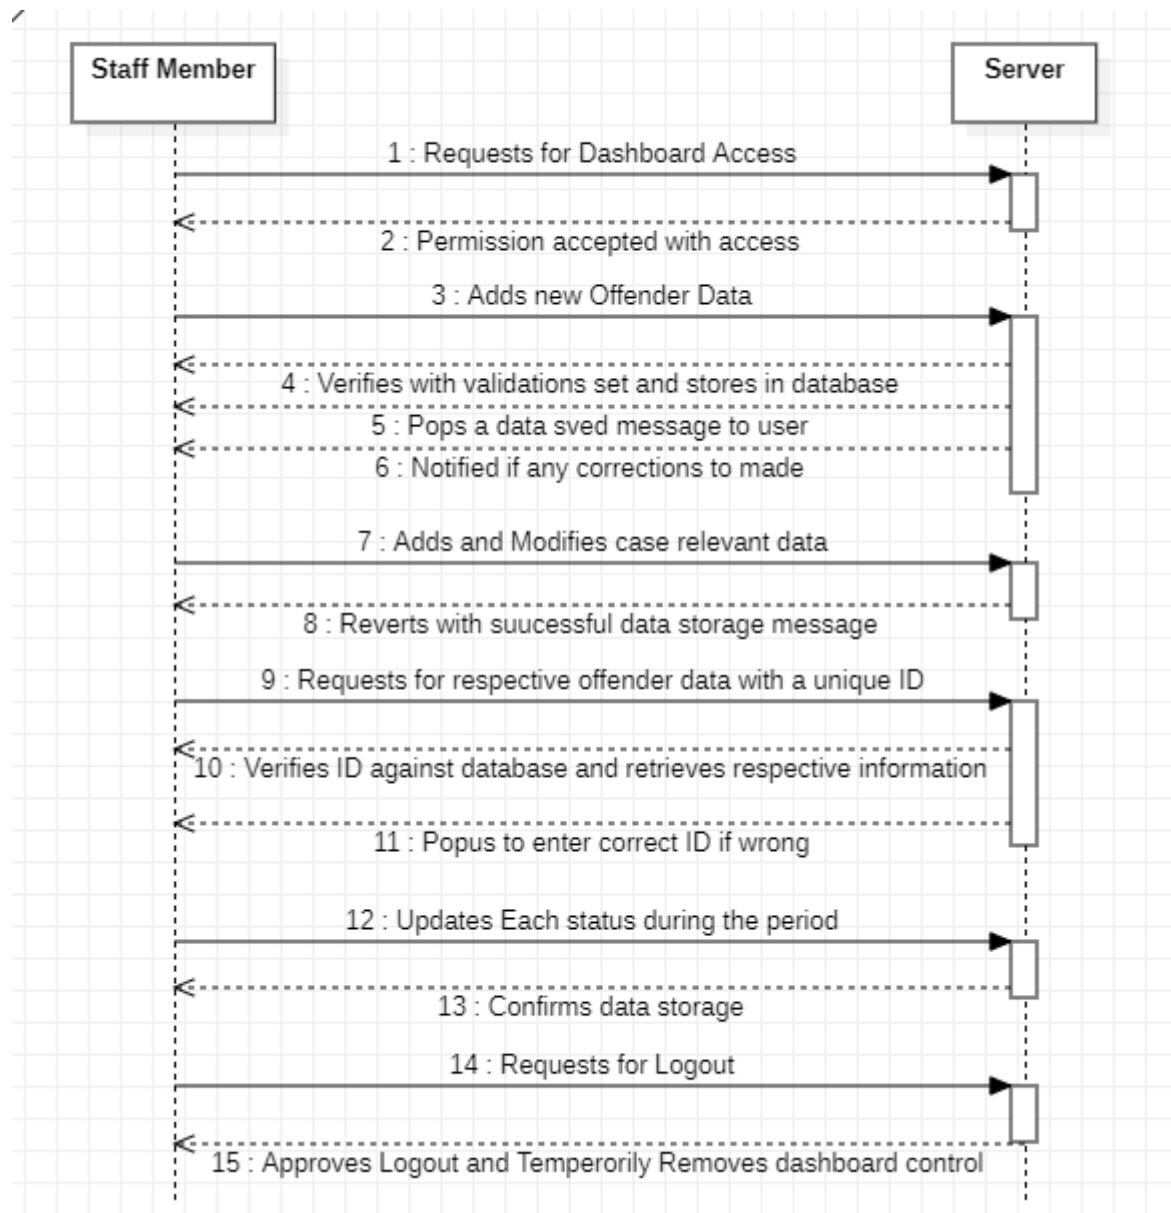 Staff Member
Server
1 : Requests for Dashboard Access
2 : Permission accepted with access
3 : Adds new Offender Data
4 : Verifies with validations set and stores in database
5 : Pops a data sved message to user
6 : Notified if any corrections to made
7 : Adds and Modifies case relevant data
8 : Reverts with suucessful data storage message
9 : Requests for respective offender data with a unique ID
10 : Verifies ID against database and retrieves respective information
11 : Popus to enter correct ID if wrong
12 : Updates Each status during the period
13 : Confirms data storage
14 : Requests for Logout
15 : Approves Logout and Temperorily Removes dashboard control